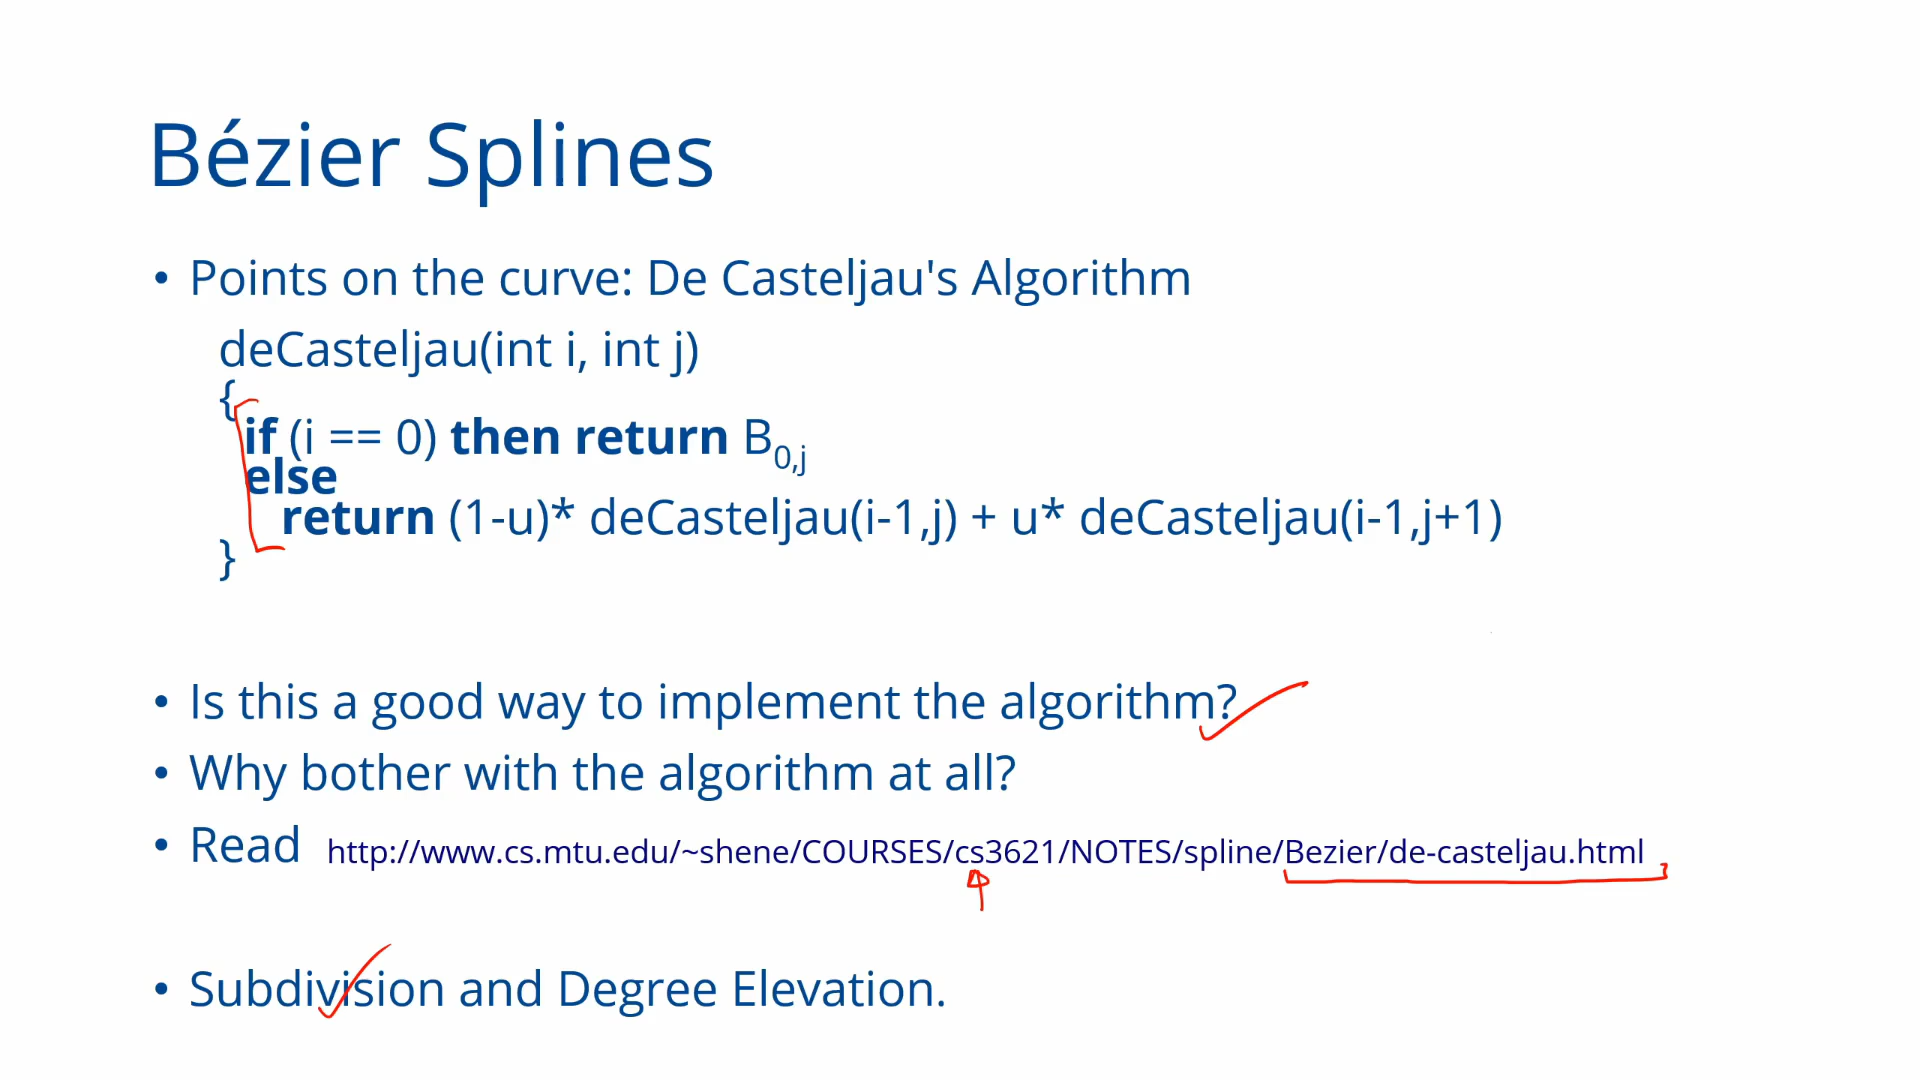 Bézier Splines
• Points on the curve: De Casteljau's Algorithm
deCasteljau(int i, int j)
{
if (i == 0) then return B0,j
else
return (1-u)* deCasteljau(i-1,j) + u* deCasteljau(i-1,j+1)
}
• Is this a good way to implement the algorithm?
• Why bother with the algorithm at all?
• Read http://www.cs.mtu.edu/~shene/COURSES/cs3621/NOTES/spline/Bezier/de-casteljau.html
• Subdivision and Degree Elevation.